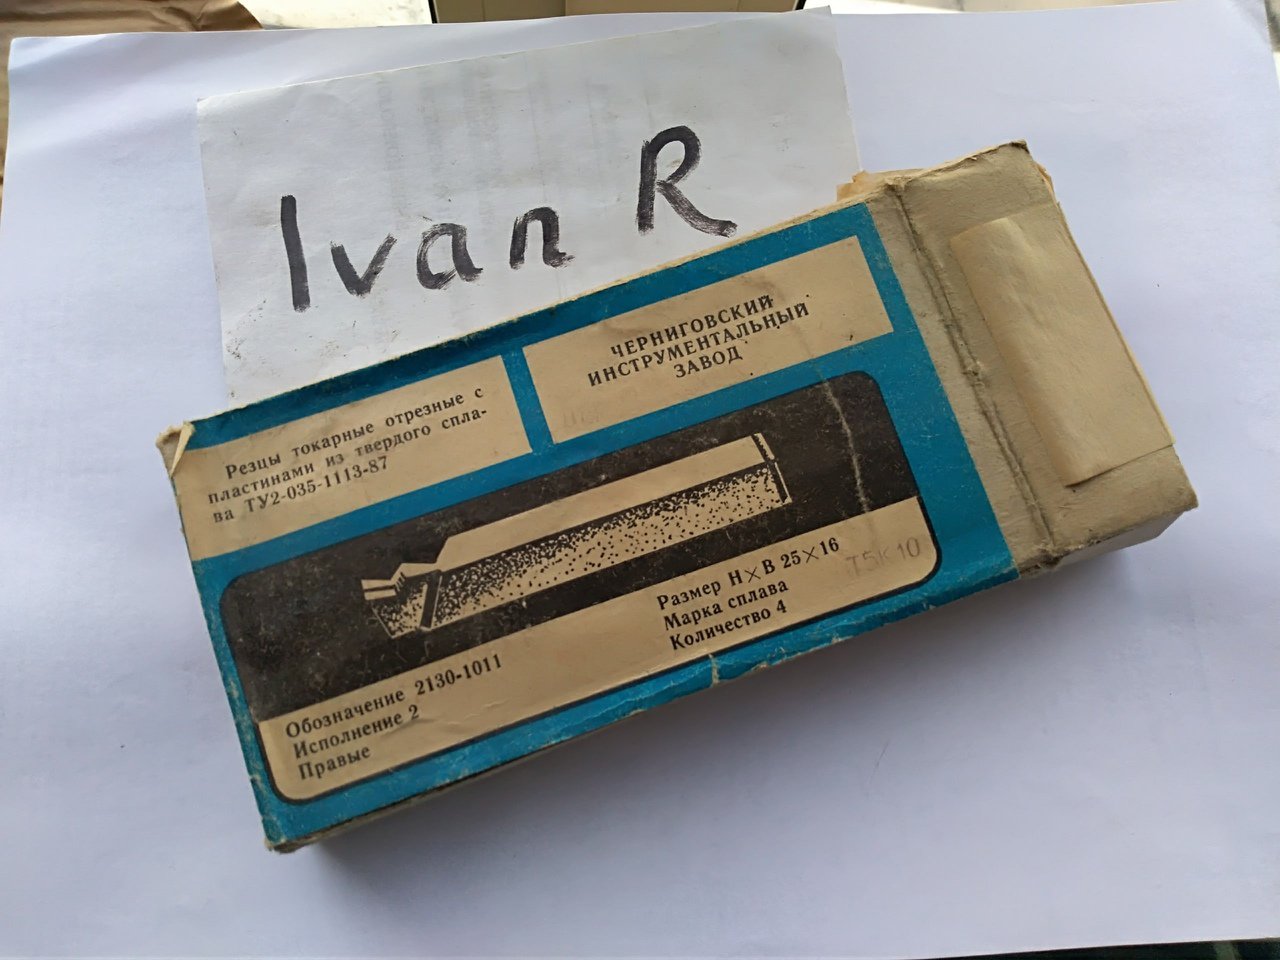 Ivan R
Резцы токарные отрезные с
пластинами из твердого спла-
ва ТУ2-035-1113-87
ЧЕРНИГОВСКИЙ
ИНСТРУМЕНТАЛЬНЫЙ
ЗАВОД
Обозначение 2130-1011
Исполнение 2
Правые
Размер H×B 25×16
Марка сплава Т5К10
Количество 4